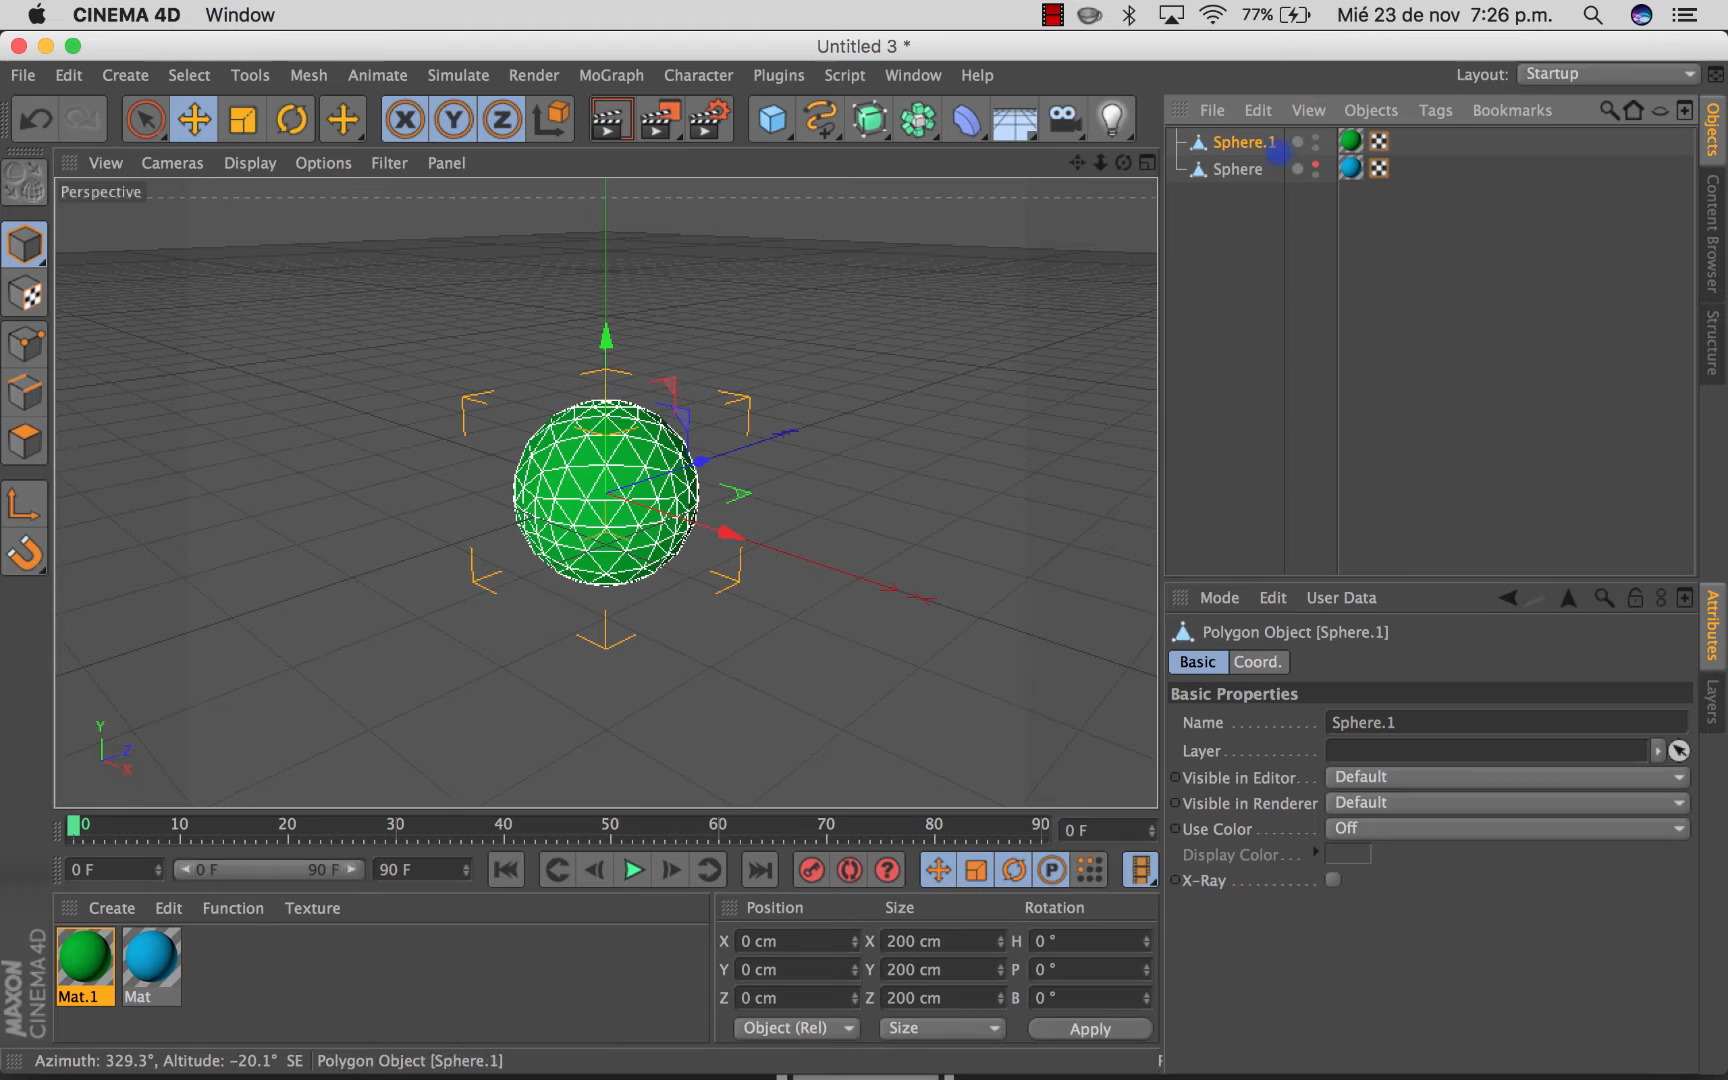 CINEMA 4D Window 77% Mié 23 de nov 7:26 p.m.
Untitled 3 *
File Edit Create Select Tools Mesh Animate Simulate Render MoGraph Character Plugins Script Window Help Layout: Startup
X Y Z
File Edit View Objects Tags Bookmarks
View Cameras Display Options Filter Panel
Perspective
Sphere.1
Sphere
Objects
Content Browser
Structure
Y
Z
X
Mode Edit User Data
Polygon Object [Sphere.1]
Basic Coord.
Basic Properties
Name Sphere.1
Layer
Visible in Editor Default
Visible in Renderer Default
Use Color Off
Display Color
X-Ray
Attributes
Layers
0 10 20 30 40 50 60 70 80 90 0 F
0 F 0 F 90 F 90 F
? P
Create Edit Function Texture
Mat.1 Mat
Position Size Rotation
X 0 cm X 200 cm H 0 °
Y 0 cm Y 200 cm P 0 °
Z 0 cm Z 200 cm B 0 °
Object (Rel) Size Apply
MAXON
CINEMA 4D
Azimuth: 329.3°, Altitude: -20.1° SE Polygon Object [Sphere.1]